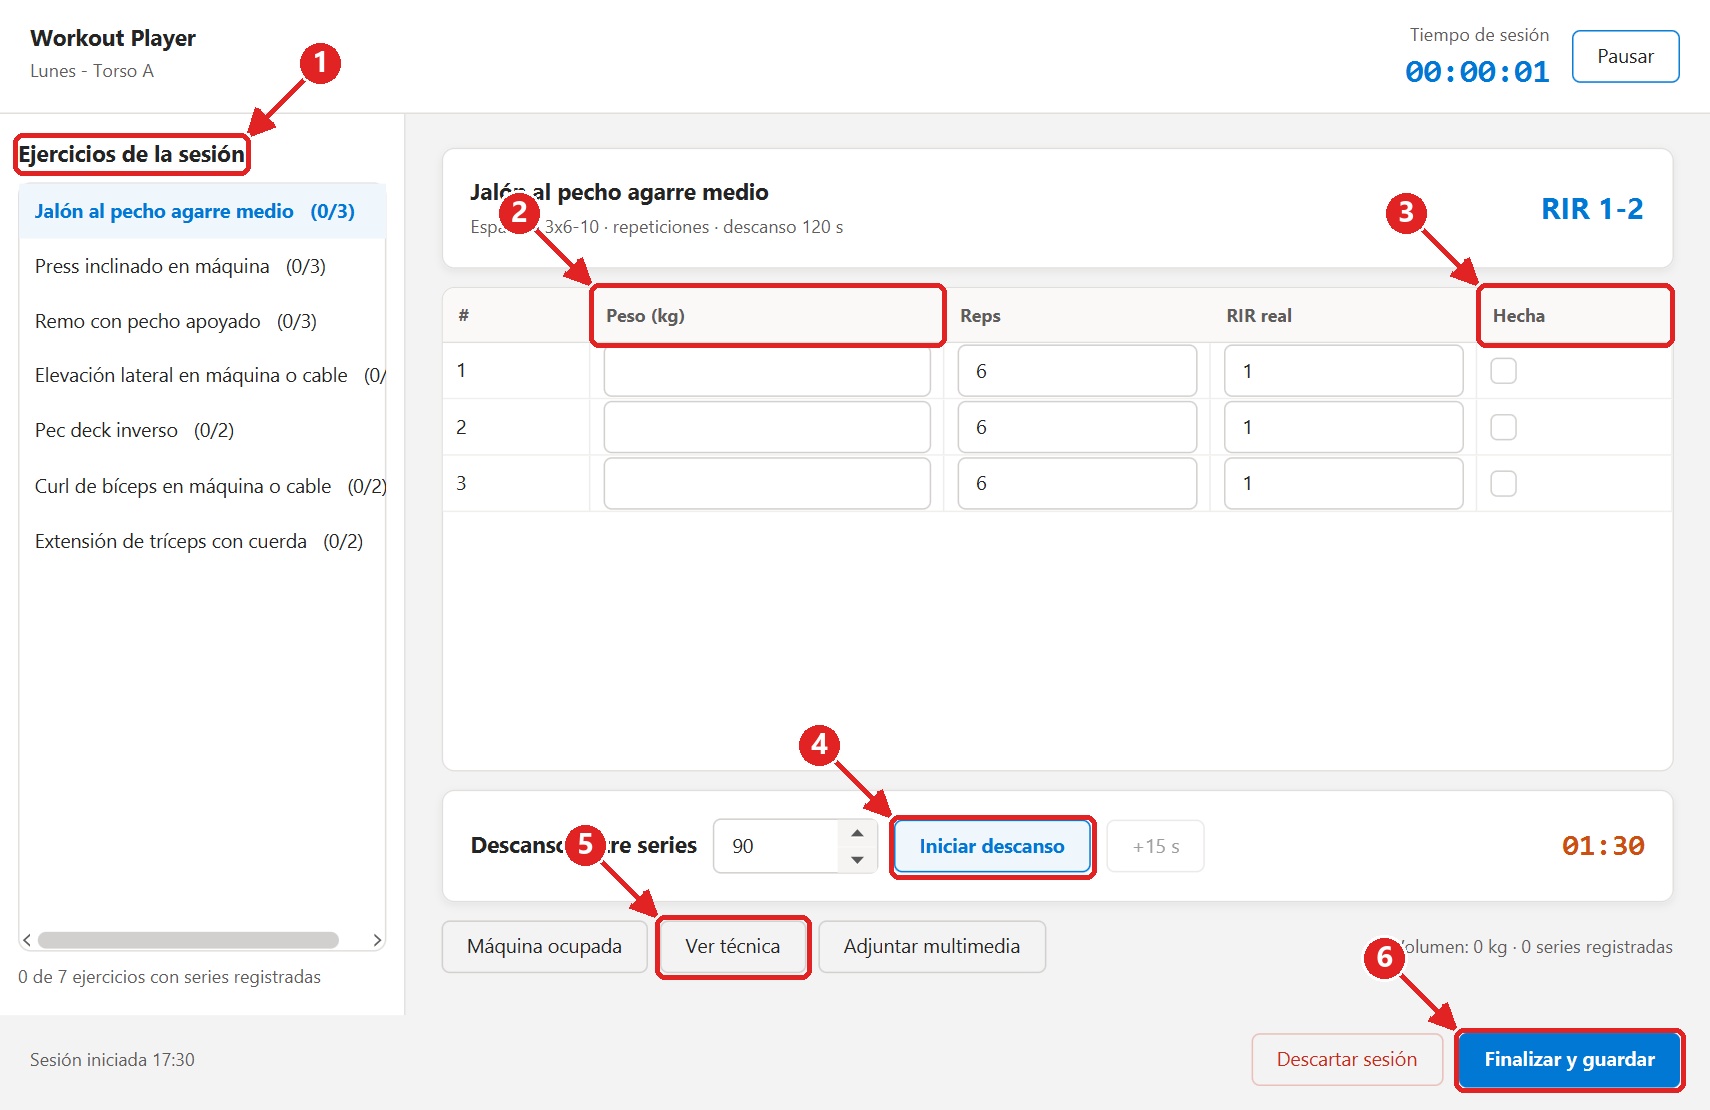 Workout Player
Lunes - Torso A
Tiempo de sesión
00:00:01
Pausar
1
Ejercicios de la sesión
Jalón al pecho agarre medio (0/3)
Press inclinado en máquina (0/3)
Remo con pecho apoyado (0/3)
Elevación lateral en máquina o cable (0/
Pec deck inverso (0/2)
Curl de bíceps en máquina o cable (0/2)
Extensión de tríceps con cuerda (0/2)
0 de 7 ejercicios con series registradas
Jalón al pecho agarre medio
2
3x6-10 · repeticiones · descanso 120 s
3
RIR 1-2
# Peso (kg) Reps RIR real Hecha
1 6 1
2 6 1
3 6 1
4
5
Descanso entre series 90 Iniciar descanso +15 s 01:30
Máquina ocupada Ver técnica Adjuntar multimedia
6
Volumen: 0 kg · 0 series registradas
Sesión iniciada 17:30
Descartar sesión Finalizar y guardar